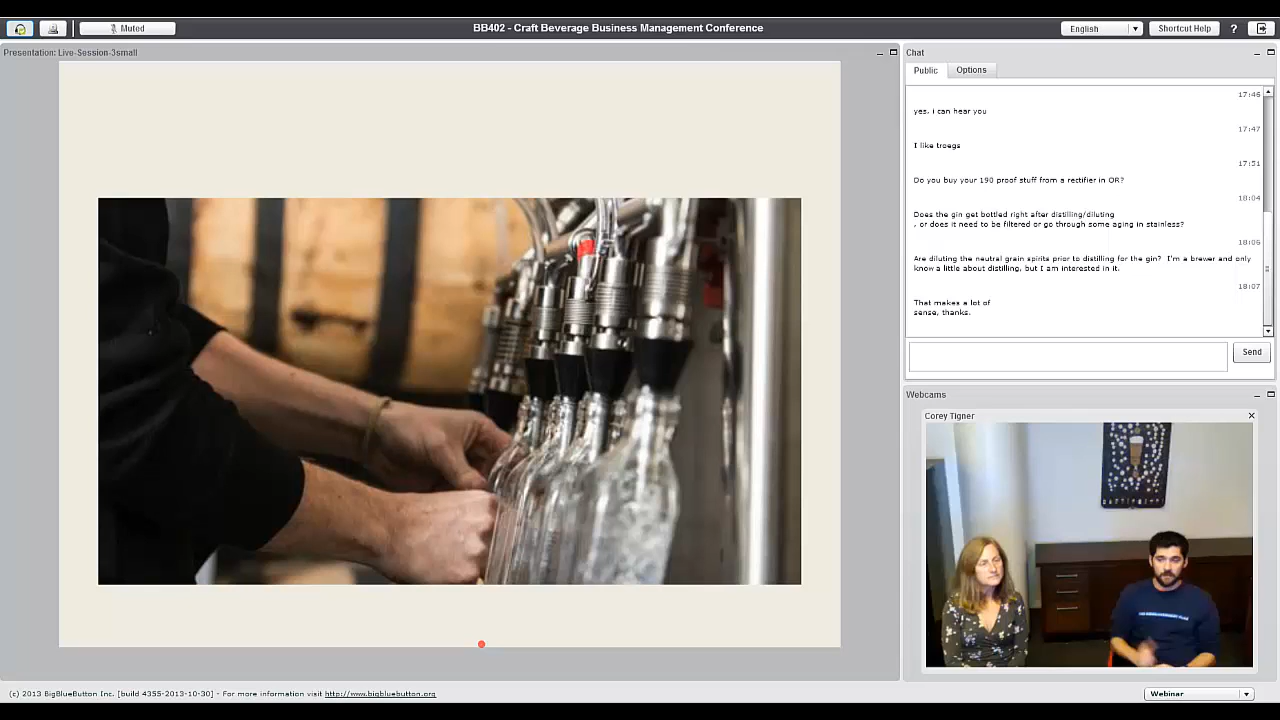 Muted
BB402 - Craft Beverage Business Management Conference
English
Shortcut Help
?
Presentation: Live-Session-3small
Chat
Public
Options
17:46
yes, i can hear you
17:47
I like troegs
17:51
Do you buy your 190 proof stuff from a rectifier in OR?
18:04
Does the gin get bottled right after distilling/diluting
, or does it need to be filtered or go through some aging in stainless?
18:06
Are diluting the neutral grain spirits prior to distilling for the gin? I'm a brewer and only
know a little about distilling, but I am interested in it.
18:07
That makes a lot of
sense, thanks.
Send
Webcams
Corey Tigner
(c) 2013 BigBlueButton Inc. [build 4355-2013-10-30] - For more information visit http://www.bigbluebutton.org
Webinar